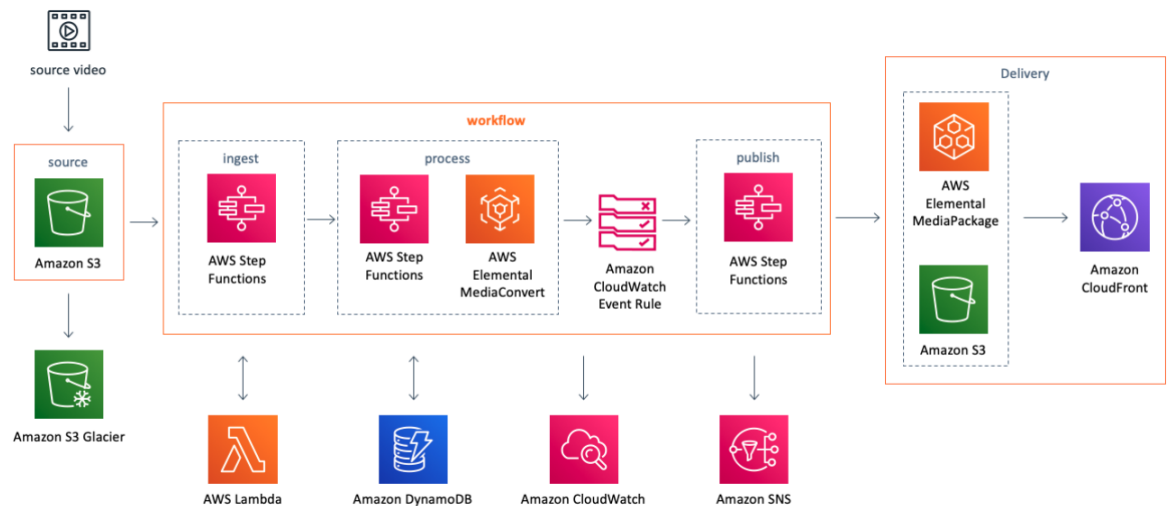 source video
Delivery
workflow
source
ingest
process
publish
Amazon S3
AWS Step
Functions
AWS Step
Functions
AWS
Elemental
MediaConvert
Amazon
CloudWatch
Event Rule
AWS Step
Functions
AWS
Elemental
MediaPackage
Amazon S3
Amazon
CloudFront
Amazon S3 Glacier
AWS Lambda
Amazon DynamoDB
Amazon CloudWatch
Amazon SNS